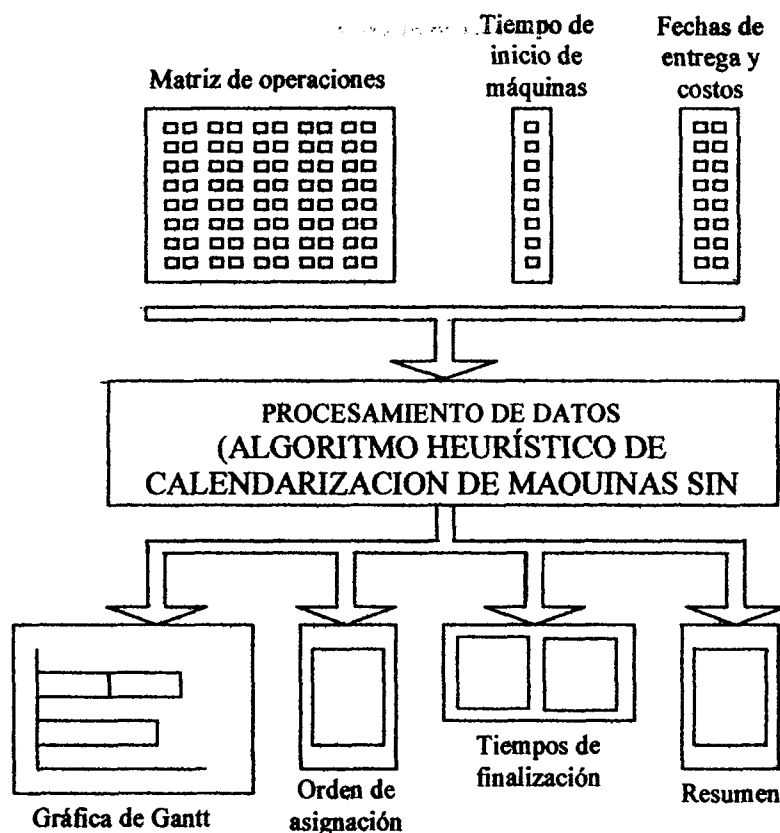 Matriz de operaciones
Tiempo de
inicio de
máquinas
Fechas de
entrega y
costos
PROCESAMIENTO DE DATOS
(ALGORITMO HEURÍSTICO DE
CALENDARIZACION DE MAQUINAS SIN
Gráfica de Gantt
Orden de
asignación
Tiempos de
finalización
Resumen